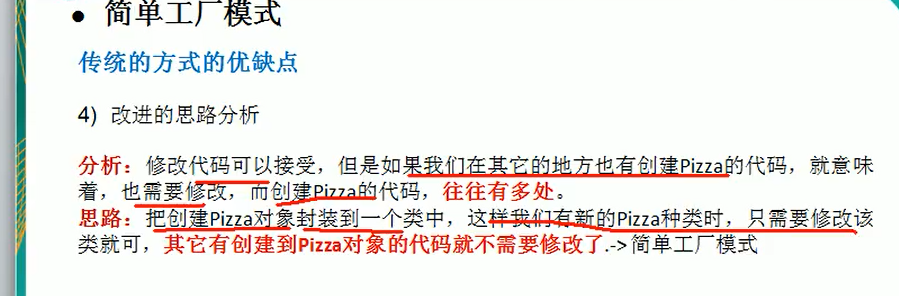 ● 简单工厂模式
传统的方式的优缺点
4) 改进的思路分析
分析：修改代码可以接受，但是如果我们在其它的地方也有创建Pizza的代码，就意味
着，也需要修改，而创建Pizza的代码，往往有多处。
思路：把创建Pizza对象封装到一个类中，这样我们有新的Pizza种类时，只需要修改该
类就可，其它有创建到Pizza对象的代码就不需要修改了.->简单工厂模式